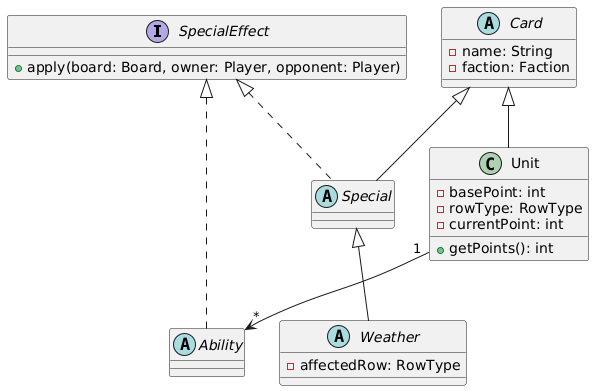 I SpecialEffect
apply(board: Board, owner: Player, opponent: Player)
A Card
name: String
faction: Faction
A Special
C Unit
basePoint: int
rowType: RowType
currentPoint: int
getPoints(): int
1
*
A Ability
A Weather
affectedRow: RowType